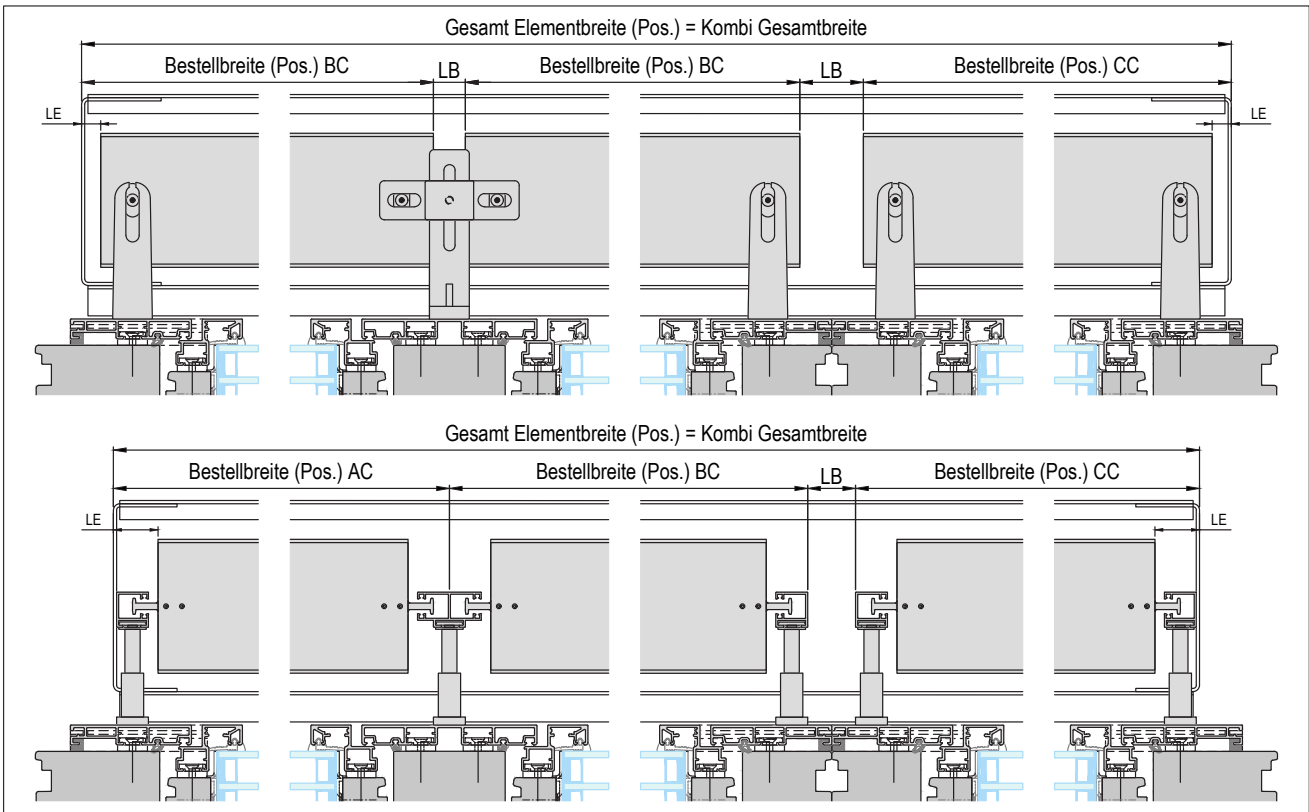 Gesamt Elementbreite (Pos.) = Kombi Gesamtbreite
Bestellbreite (Pos.) BC
LB
Bestellbreite (Pos.) BC
LB
Bestellbreite (Pos.) CC
LE
LE
Gesamt Elementbreite (Pos.) = Kombi Gesamtbreite
Bestellbreite (Pos.) AC
Bestellbreite (Pos.) BC
LB
Bestellbreite (Pos.) CC
LE
LE